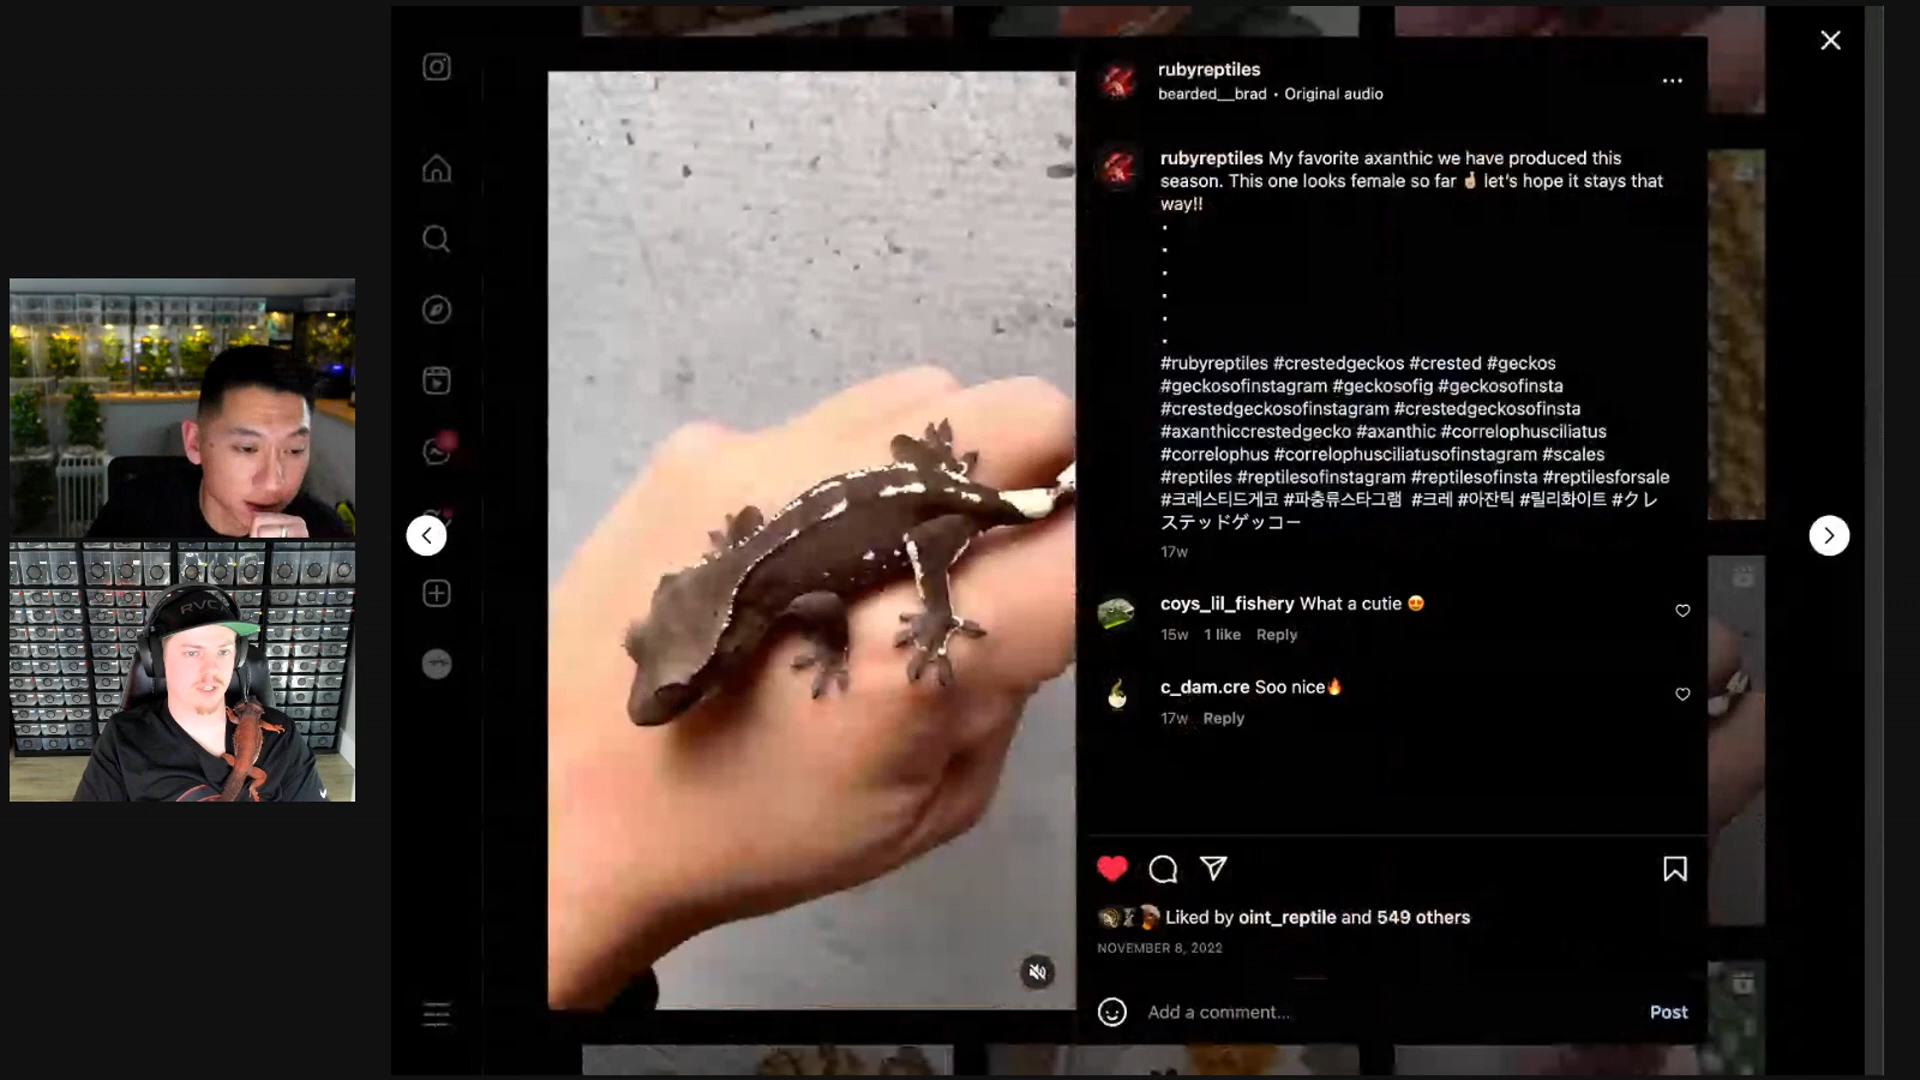 rubyreptiles
bearded__brad • Original audio
rubyreptiles My favorite axanthic we have produced this
season. This one looks female so far 🤞🏻 let's hope it stays that
way!!
.
.
.
.
.
.
#rubyreptiles #crestedgeckos #crested #geckos
#geckosofinstagram #geckosofig #geckosofinsta
#crestedgeckosofinstagram #crestedgeckosofinsta
#axanthiccrestedgecko #axanthic #correlophusciliatus
#correlophus #correlophusciliatusofinstagram #scales
#reptiles #reptilesofinstagram #reptilesofinsta #reptilesforsale
#크레스티드게코 #파충류스타그램 #크레 #아잔틱 #릴리화이트 #クレ
ステッドゲッコー
17w
coys_lil_fishery What a cutie 😍
15w 1 like Reply
c_dam.cre Soo nice🔥
17w Reply
Liked by oint_reptile and 549 others
NOVEMBER 8, 2022
Add a comment...
Post
RVCA